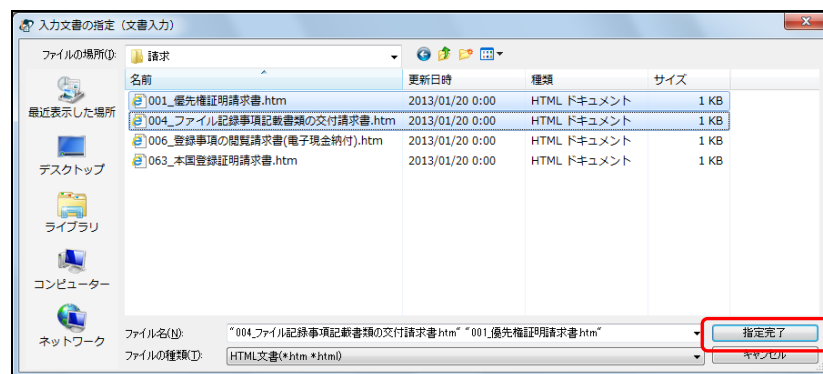 入力文書の指定（文書入力）
ファイルの場所(I):
請求
最近表示した場所
デスクトップ
ライブラリ
コンピューター
ネットワーク
名前 更新日時 種類 サイズ
001_優先権証明請求書.htm 2013/01/20 0:00 HTML ドキュメント 1 KB
004_ファイル記録事項記載書類の交付請求書.htm 2013/01/20 0:00 HTML ドキュメント 1 KB
006_登録事項の閲覧請求書(電子現金納付).htm 2013/01/20 0:00 HTML ドキュメント 1 KB
063_本国登録証明請求書.htm 2013/01/20 0:00 HTML ドキュメント 1 KB
ファイル名(N): "004_ファイル記録事項記載書類の交付請求書.htm" "001_優先権証明請求書.htm" 指定完了
ファイルの種類(T): HTML文書(*.htm *.html) キャンセル